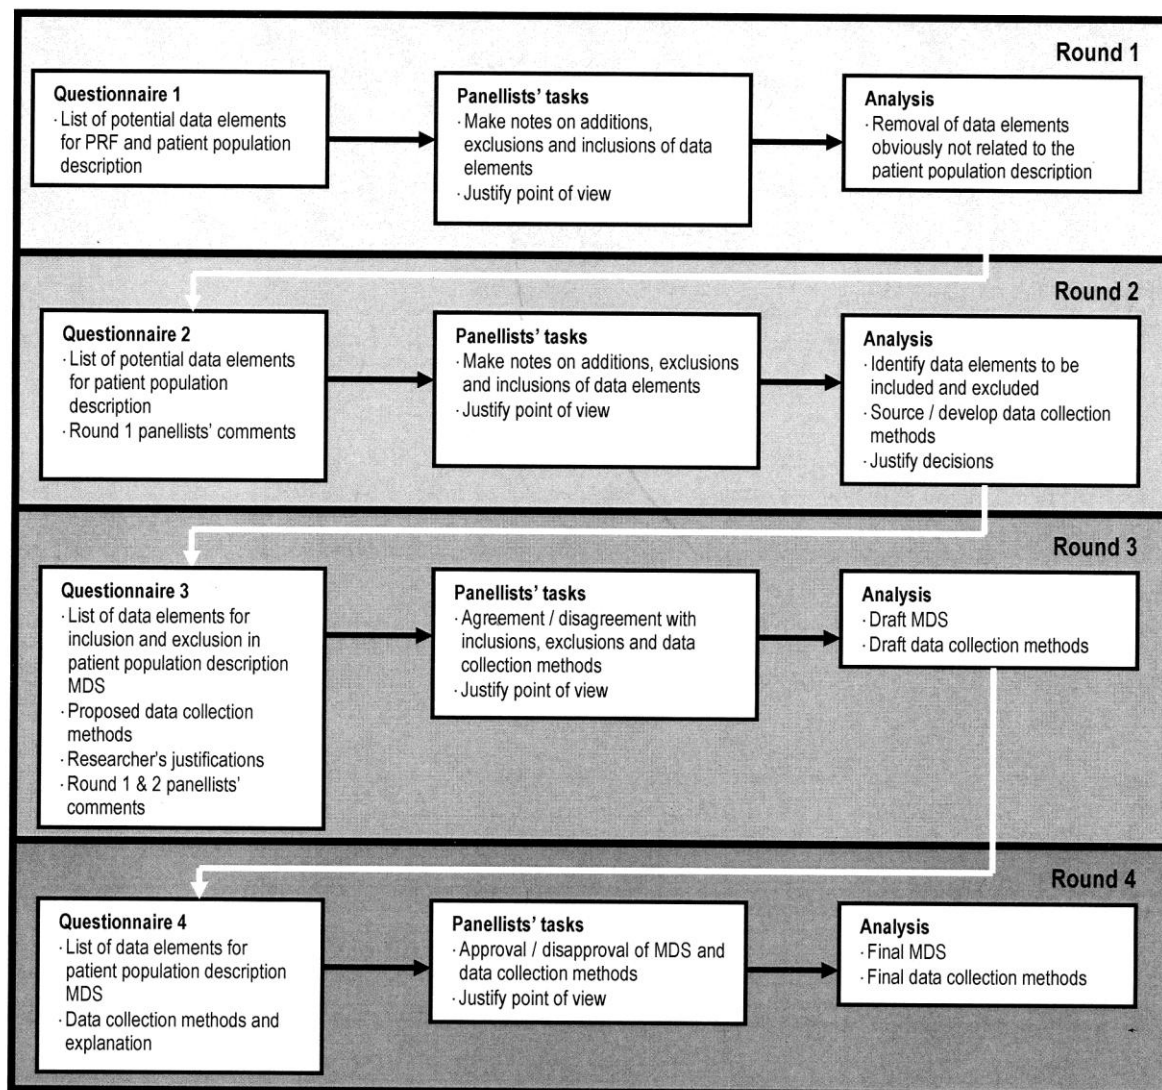 Round 1
Questionnaire 1
· List of potential data elements
for PRF and patient population
description
Panellists' tasks
· Make notes on additions,
exclusions and inclusions of data
elements
· Justify point of view
Analysis
· Removal of data elements
obviously not related to the
patient population description
Round 2
Questionnaire 2
· List of potential data elements
for patient population
description
· Round 1 panellists' comments
Panellists' tasks
· Make notes on additions, exclusions
and inclusions of data elements
· Justify point of view
Analysis
· Identify data elements to be
included and excluded
· Source / develop data collection
methods
· Justify decisions
Round 3
Questionnaire 3
· List of data elements for
inclusion and exclusion in
patient population description
MDS
· Proposed data collection
methods
· Researcher's justifications
· Round 1 & 2 panellists'
comments
Panellists' tasks
· Agreement / disagreement with
inclusions, exclusions and data
collection methods
· Justify point of view
Analysis
· Draft MDS
· Draft data collection methods
Round 4
Questionnaire 4
· List of data elements for
patient population description
MDS
· Data collection methods and
explanation
Panellists' tasks
· Approval / disapproval of MDS and
data collection methods
· Justify point of view
Analysis
· Final MDS
· Final data collection methods